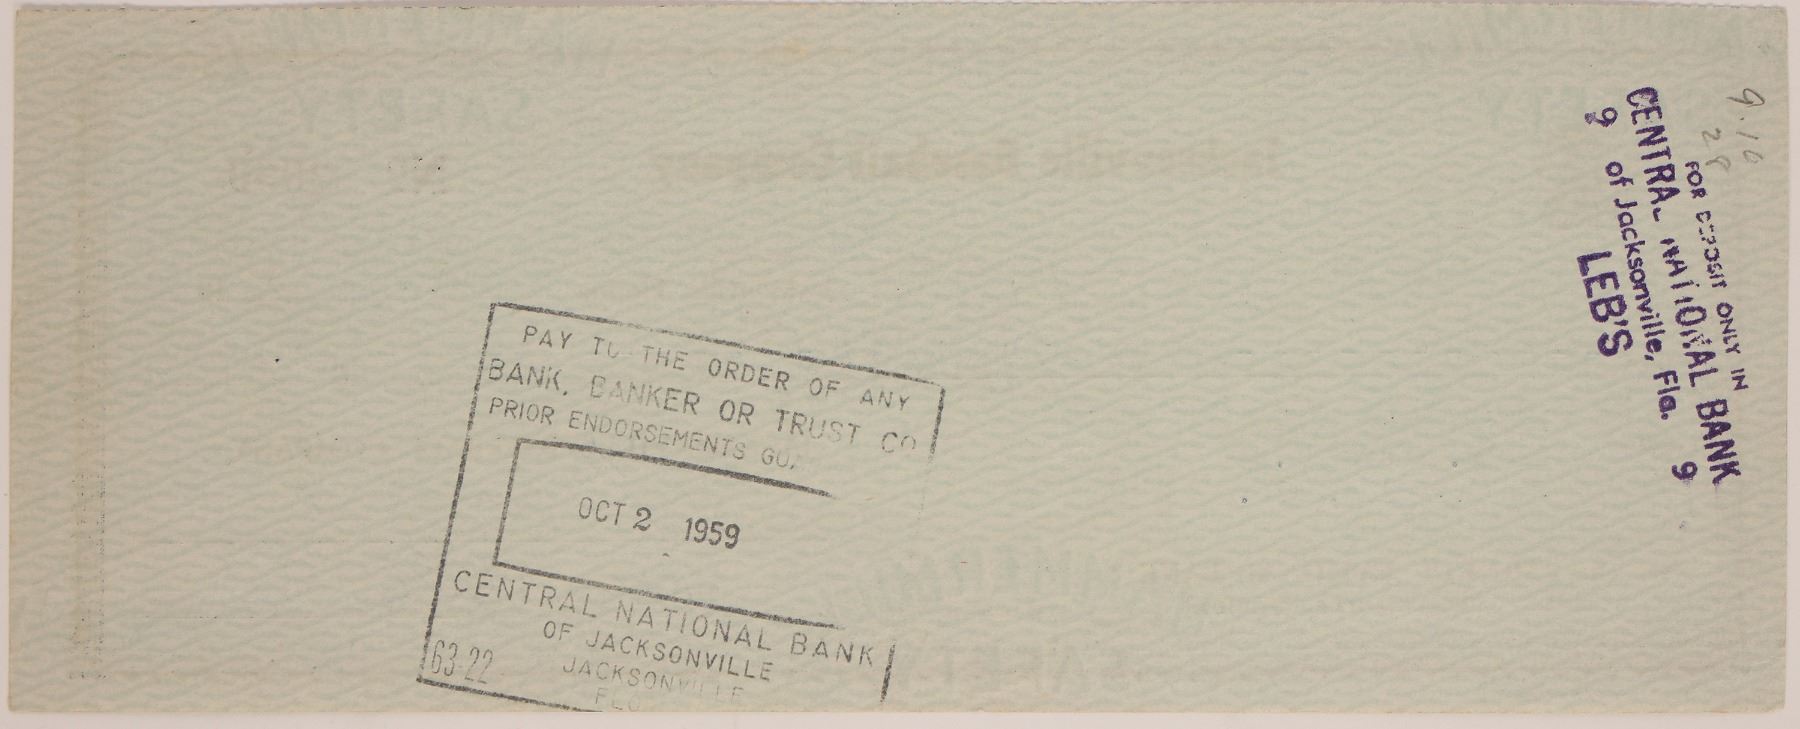 PAY TO THE ORDER OF ANY
BANK, BANKER OR TRUST CO
PRIOR ENDORSEMENTS
OCT 2 1959
CENTRAL NATIONAL BANK
OF JACKSONVILLE
JACKSONVILLE
63-22
9.10
28
FOR DEPOSIT ONLY IN
CENTRAL NATIONAL BANK
9 of Jacksonville, Fla. 9
LEB'S